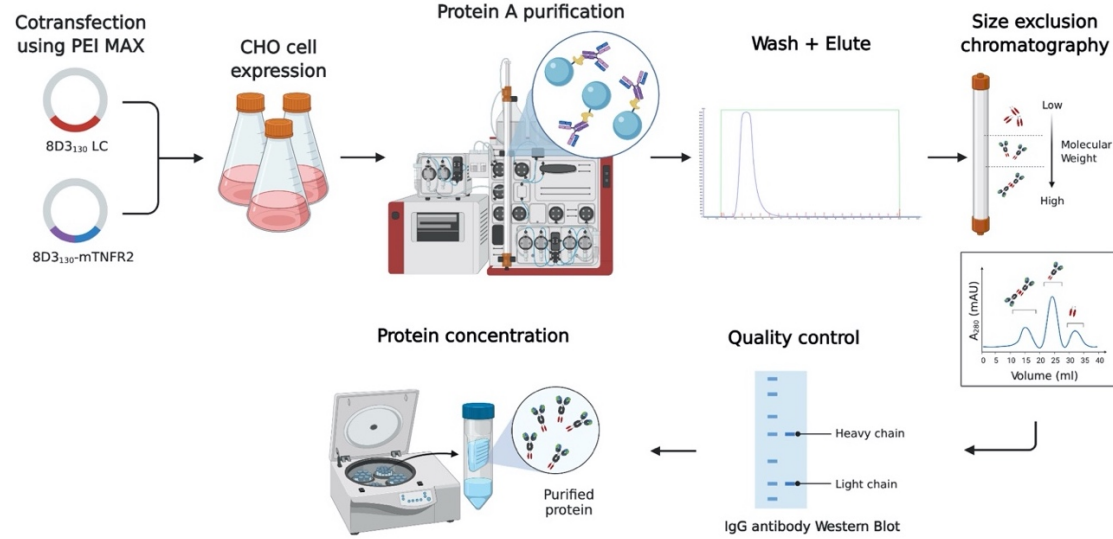 Cotransfection
using PEI MAX
8D3₁₃₀ LC
8D3₁₃₀-mTNFR2
CHO cell
expression
Protein A purification
Wash + Elute
Size exclusion
chromatography
Low
Molecular
Weight
High
A₂₈₀ (mAU)
0 5 10 15 20 25 30 35 40
Volume (ml)
Quality control
Heavy chain
Light chain
IgG antibody Western Blot
Protein concentration
Purified
protein